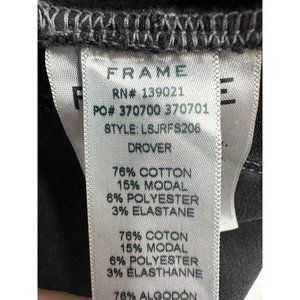 FRAME
RN# 139021
PO# 370700 370701
STYLE: LSJRFS206
DROVER
76% COTTON
15% MODAL
6% POLYESTER
3% ELASTANE
76% COTON
15% MODAL
6% POLYESTER
3% ÉLASTHANNE
76% ALGODÓN